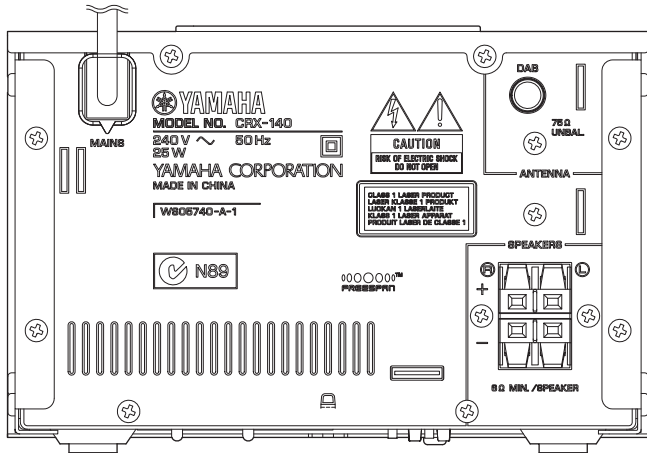 MAINS
YAMAHA
MODEL NO. CRX-140
240 V ~ 50 Hz
25 W
YAMAHA CORPORATION
MADE IN CHINA
W805740-A-1
N89
CAUTION
RISK OF ELECTRIC SHOCK
DO NOT OPEN
CLASS 1 LASER PRODUCT
LASER KLASSE 1 PRODUKT
LUOKAN 1 LASERLAITE
KLASS 1 LASER APPARAT
PRODUIT LASER DE CLASSE 1
FREESPAN™
DAB
75Ω
UNBAL.
ANTENNA
SPEAKERS
R L
+
−
6Ω MIN. /SPEAKER